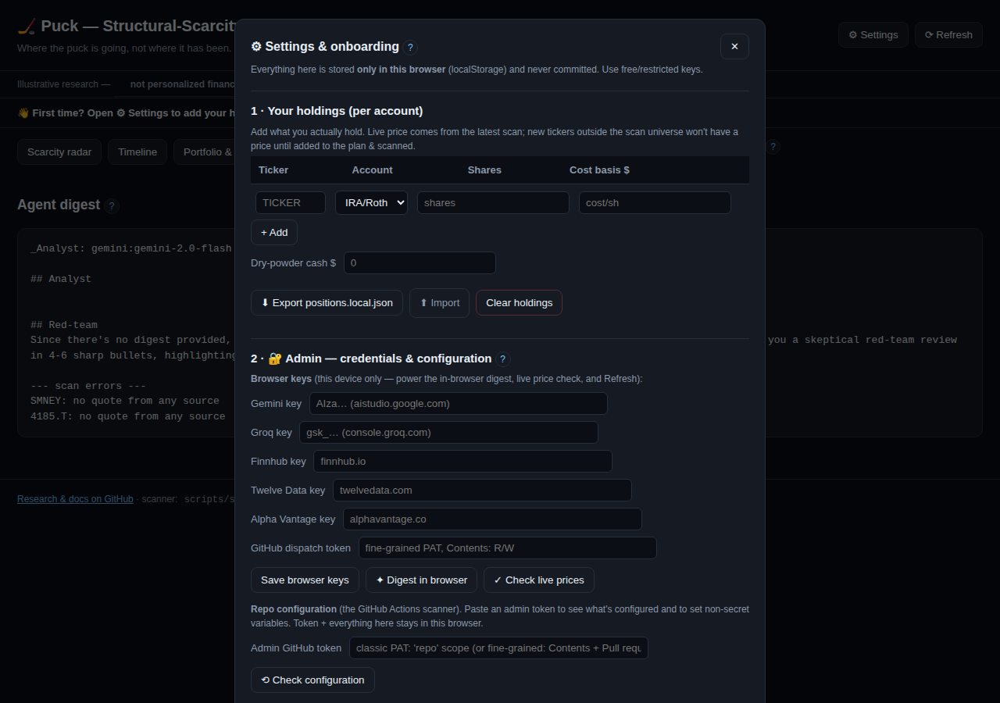 Puck — Structural-Scarcit
Where the puck is going, not where it has been.
⚙ Settings
⟳ Refresh
Illustrative research — not personalized financ
👋 First time? Open ⚙ Settings to add your h
Scarcity radar
Timeline
Portfolio &
?
Agent digest ?
_Analyst: gemini:gemini-2.0-flash
## Analyst
## Red-team
Since there's no digest provided,
you a skeptical red-team review
in 4-6 sharp bullets, highlighting
--- scan errors ---
SMNEY: no quote from any source
4185.T: no quote from any source
Research & docs on GitHub · scanner: scripts/s
⚙ Settings & onboarding ?
✕
Everything here is stored only in this browser (localStorage) and never committed. Use free/restricted keys.
1 · Your holdings (per account)
Add what you actually hold. Live price comes from the latest scan; new tickers outside the scan universe won't have a
price until added to the plan & scanned.
Ticker Account Shares Cost basis $
TICKER IRA/Roth shares cost/sh
+ Add
Dry-powder cash $ 0
⬇ Export positions.local.json ⬆ Import Clear holdings
2 · 🔐 Admin — credentials & configuration ?
Browser keys (this device only — power the in-browser digest, live price check, and Refresh):
Gemini key AIza… (aistudio.google.com)
Groq key gsk_… (console.groq.com)
Finnhub key finnhub.io
Twelve Data key twelvedata.com
Alpha Vantage key alphavantage.co
GitHub dispatch token fine-grained PAT, Contents: R/W
Save browser keys ✦ Digest in browser ✓ Check live prices
Repo configuration (the GitHub Actions scanner). Paste an admin token to see what's configured and to set non-secret
variables. Token + everything here stays in this browser.
Admin GitHub token classic PAT: 'repo' scope (or fine-grained: Contents + Pull requ
⟲ Check configuration